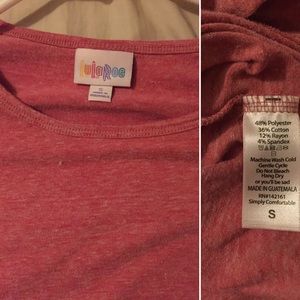 LuLaRoe
S
48% Polyester
36% Cotton
12% Rayon
4% Spandex
Machine Wash Cold
Gentle Cycle
Do Not Bleach
Hang Dry
or you'll be sad
MADE IN GUATEMALA
RN#142161
Simply Comfortable
S